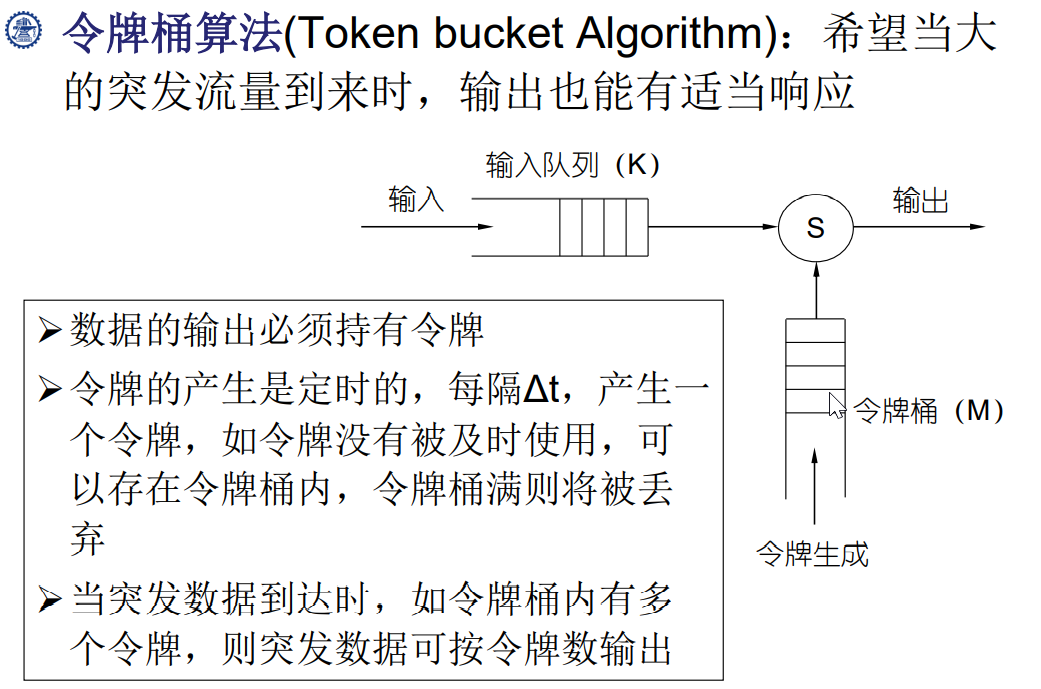 令牌桶算法(Token bucket Algorithm)：希望当大
的突发流量到来时，输出也能有适当响应
输入队列（K）
输入
输出
S
令牌桶（M）
令牌生成
➢数据的输出必须持有令牌
➢令牌的产生是定时的，每隔Δt，产生一
个令牌，如令牌没有被及时使用，可
以存在令牌桶内，令牌桶满则将被丢
弃
➢当突发数据到达时，如令牌桶内有多
个令牌，则突发数据可按令牌数输出